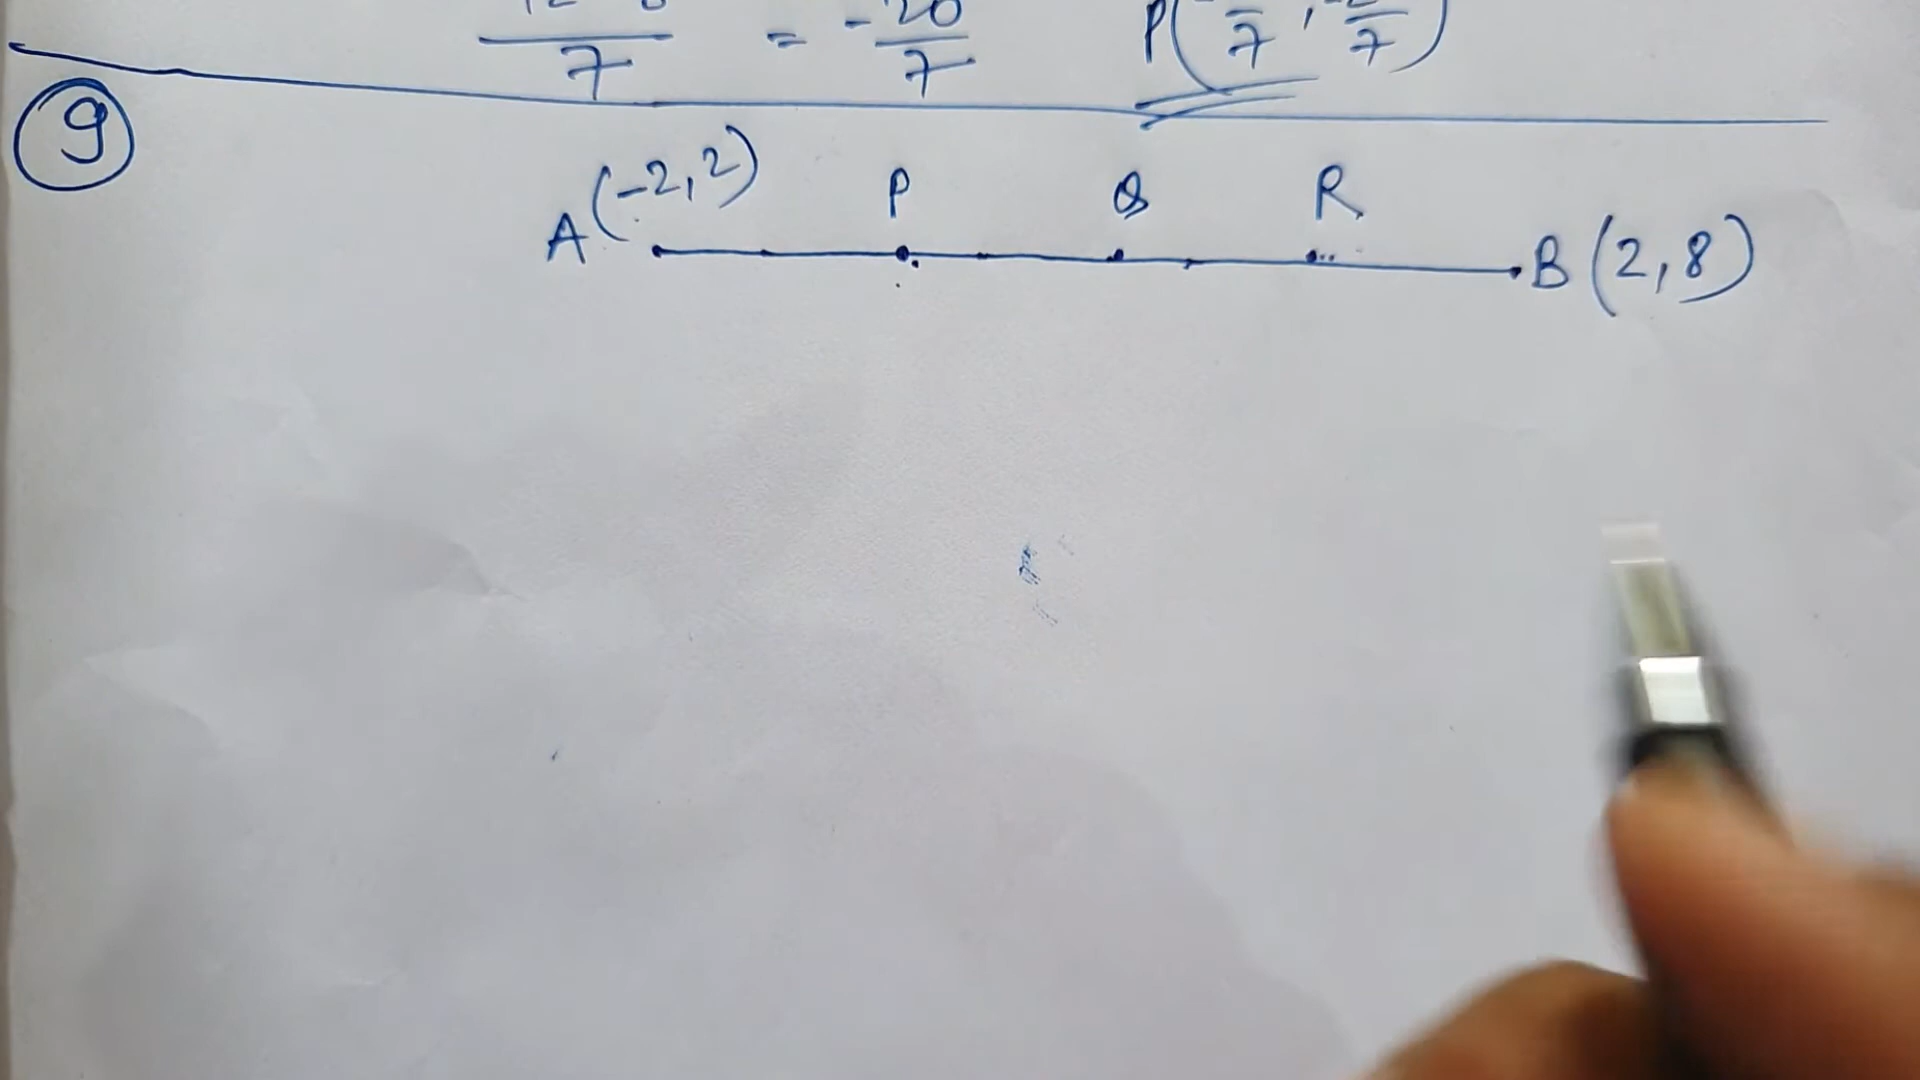 7 = -20/7 P( /7 , /7)
9
A(-2,2) P Q R B(2,8)